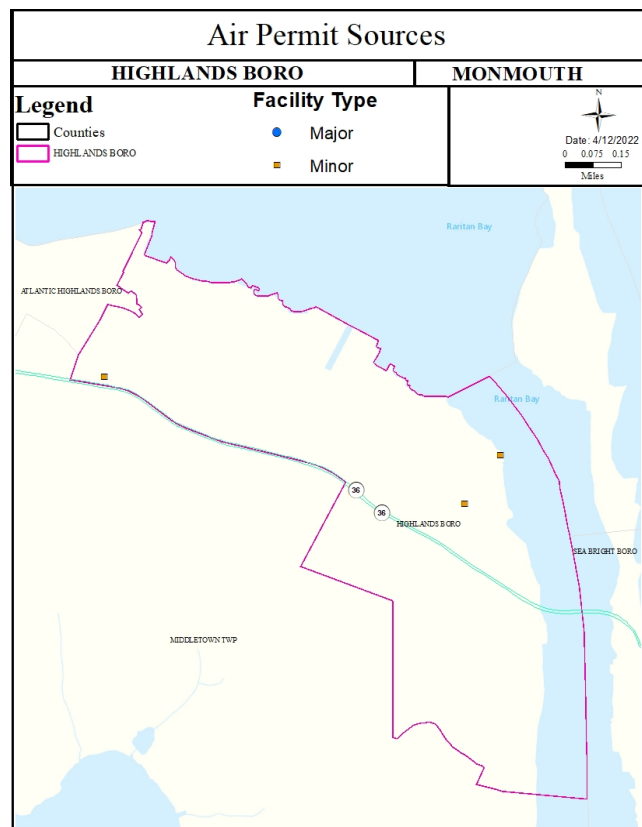 Air Permit Sources
HIGHLANDS BORO
MONMOUTH
Legend
Counties
HIGHLANDS BORO
Facility Type
Major
Minor
N
Date: 4/12/2022
0 0.075 0.15
Miles
Raritan Bay
ATLANTIC HIGHLANDS BORO
Raritan Bay
36
36
HIGHLANDS BORO
SEA BRIGHT BORO
MIDDLETOWN TWP